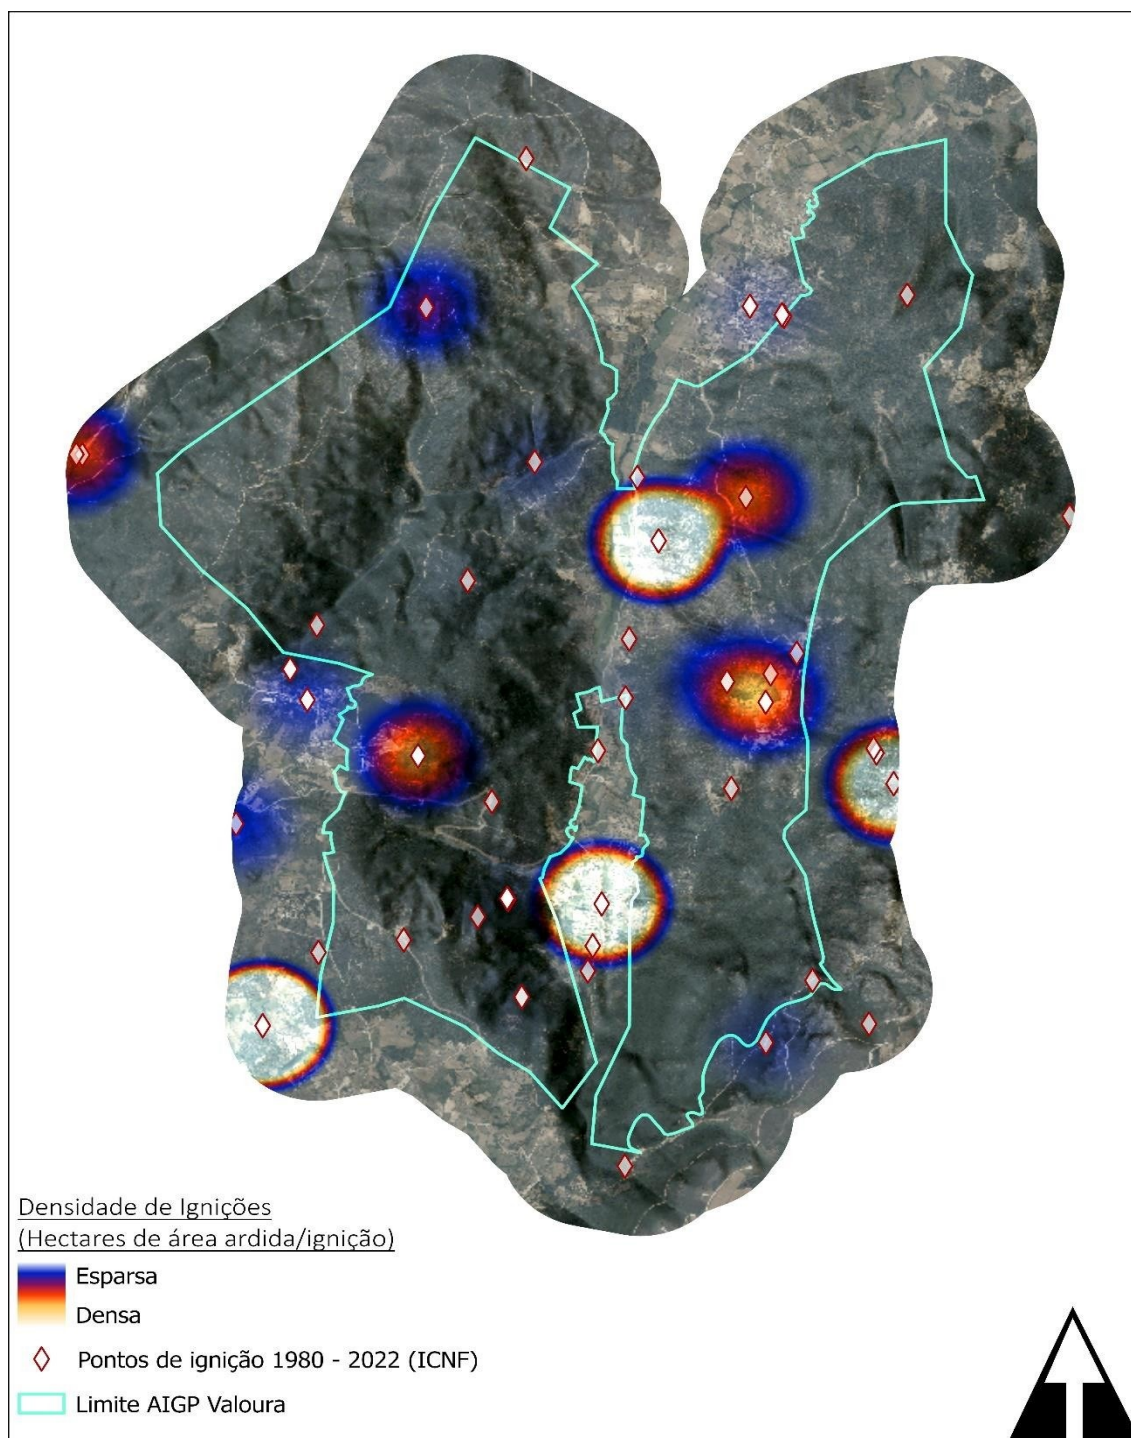 Densidade de Ignições
(Hectares de área ardida/ignição)
Esparsa
Densa
Pontos de ignição 1980 - 2022 (ICNF)
Limite AIGP Valoura